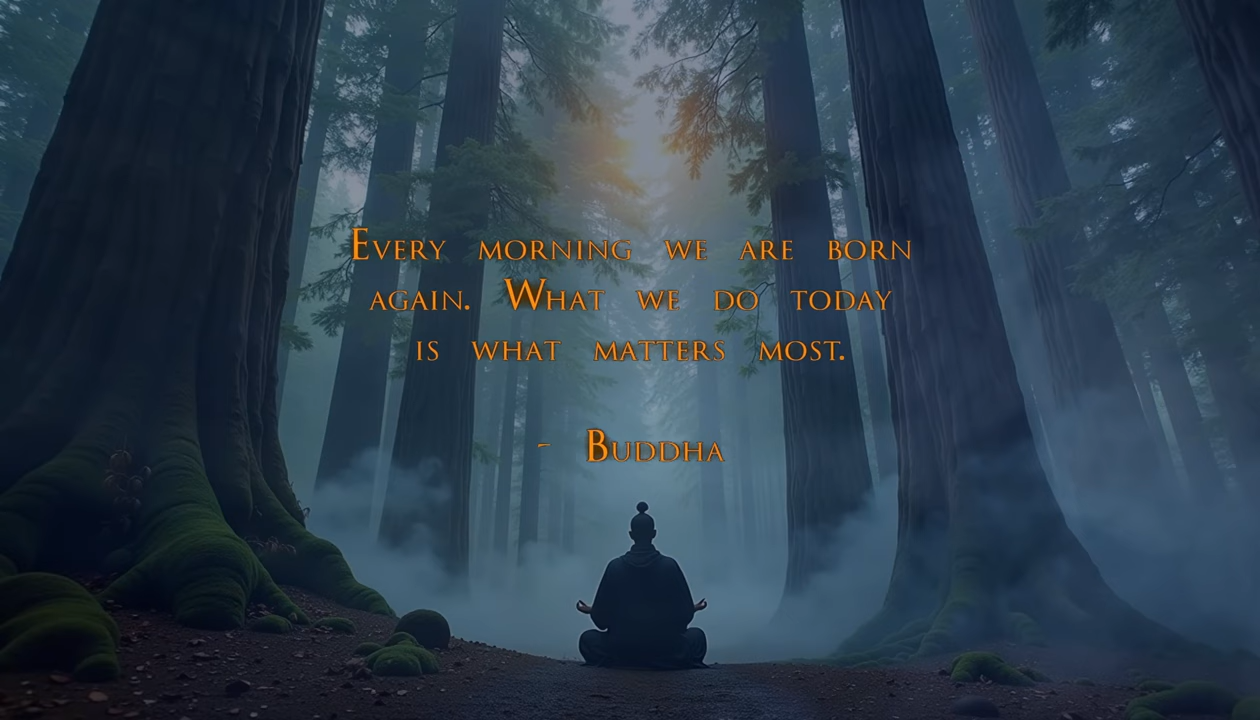 Every morning we are born
again. What we do today
is what matters most.
- Buddha